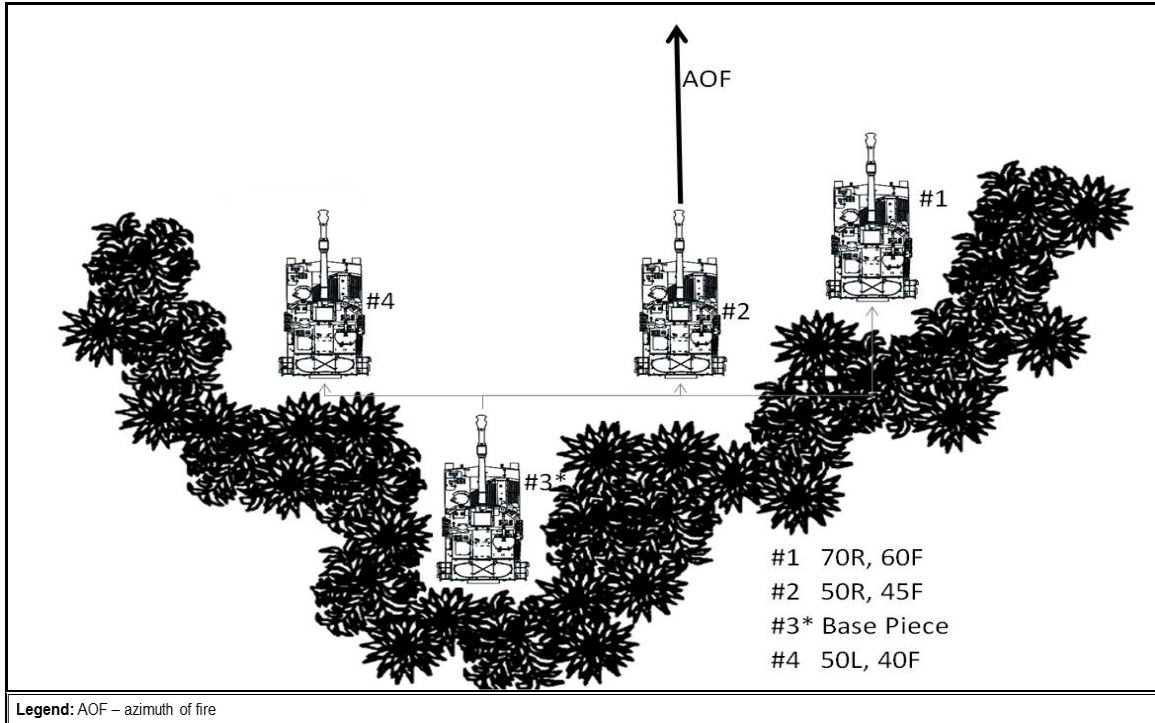 AOF
#1
#4
#2
#3*
#1 70R, 60F
#2 50R, 45F
#3* Base Piece
#4 50L, 40F
Legend: AOF – azimuth of fire